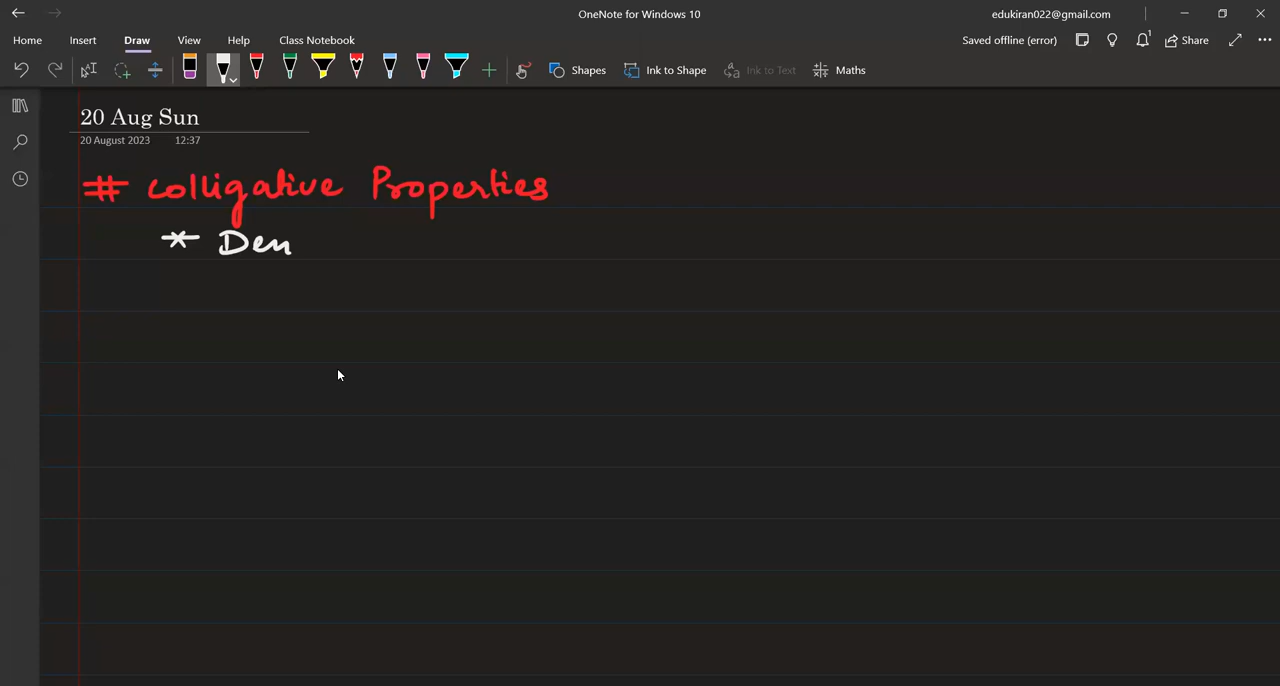 OneNote for Windows 10
edukiran022@gmail.com
Home Insert Draw View Help Class Notebook
Saved offline (error) 1 Share
Shapes Ink to Shape Ink to Text Maths
20 Aug Sun
20 August 2023 12:37
# Colligative Properties
* Den